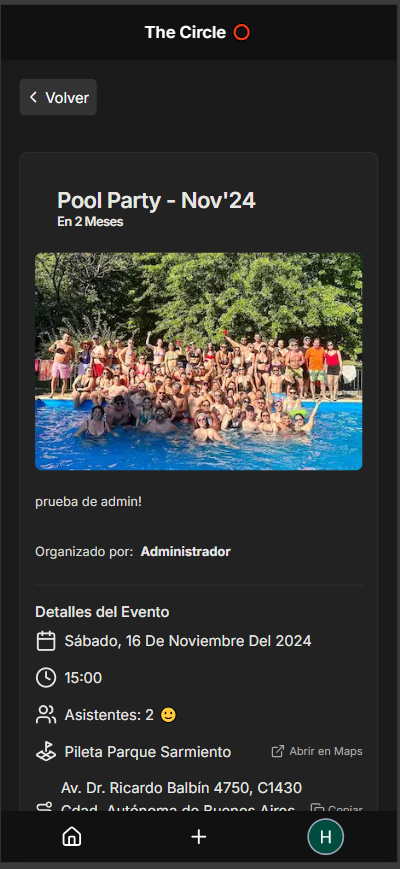 The Circle
Volver
Pool Party - Nov'24
En 2 Meses
prueba de admin!
Organizado por: Administrador
Detalles del Evento
Sábado, 16 De Noviembre Del 2024
15:00
Asistentes: 2 🙂
Pileta Parque Sarmiento Abrir en Maps
Av. Dr. Ricardo Balbín 4750, C1430
Cdad. Autónoma de Buenos Aires Copiar
H